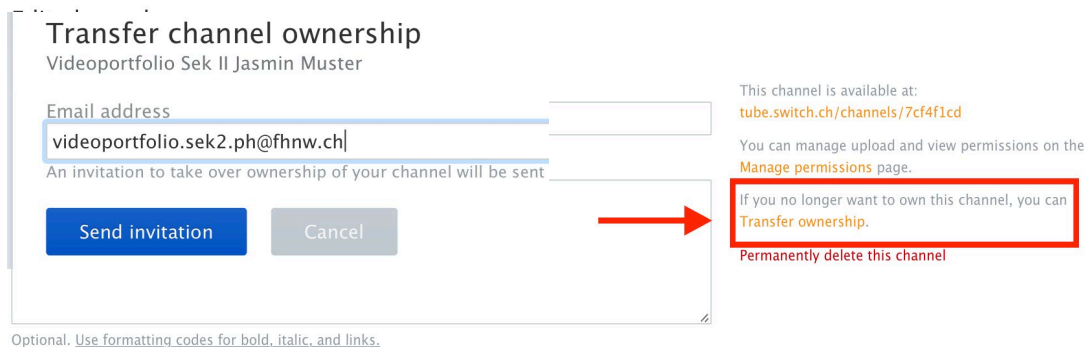 Transfer channel ownership
Videoportfolio Sek II Jasmin Muster
Email address
videoportfolio.sek2.ph@fhnw.ch
An invitation to take over ownership of your channel will be sent
Send invitation
Cancel
This channel is available at:
tube.switch.ch/channels/7cf4f1cd
You can manage upload and view permissions on the
Manage permissions page.
If you no longer want to own this channel, you can
Transfer ownership.
Permanently delete this channel
Optional. Use formatting codes for bold, italic, and links.